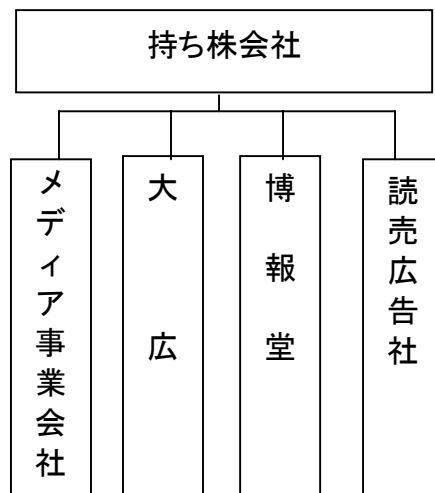 持ち株会社
メディア事業会社
大広
博報堂
読売広告社